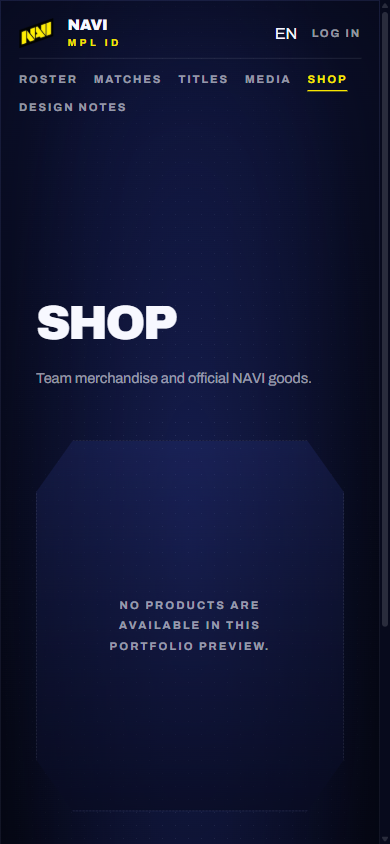 NAVI
MPL ID
EN
LOG IN
ROSTER MATCHES TITLES MEDIA SHOP
DESIGN NOTES
SHOP
Team merchandise and official NAVI goods.
NO PRODUCTS ARE
AVAILABLE IN THIS
PORTFOLIO PREVIEW.